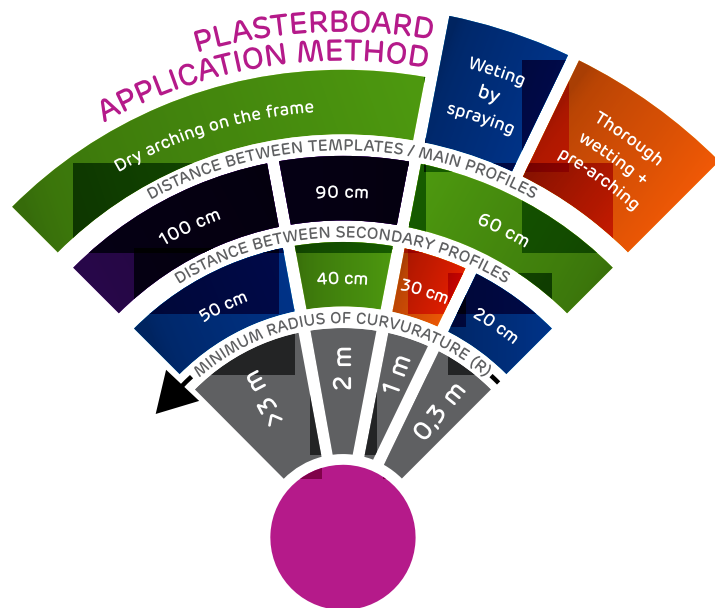 PLASTERBOARD
APPLICATION METHOD
Dry arching on the frame
Weting
by
spraying
Thorough
wetting +
pre-arching
DISTANCE BETWEEN TEMPLATES / MAIN PROFILES
100 cm
90 cm
60 cm
DISTANCE BETWEEN SECONDARY PROFILES
50 cm
40 cm
30 cm
20 cm
MINIMUM RADIUS OF CURVURATURE (R)
>3 m
2 m
1 m
0,3 m